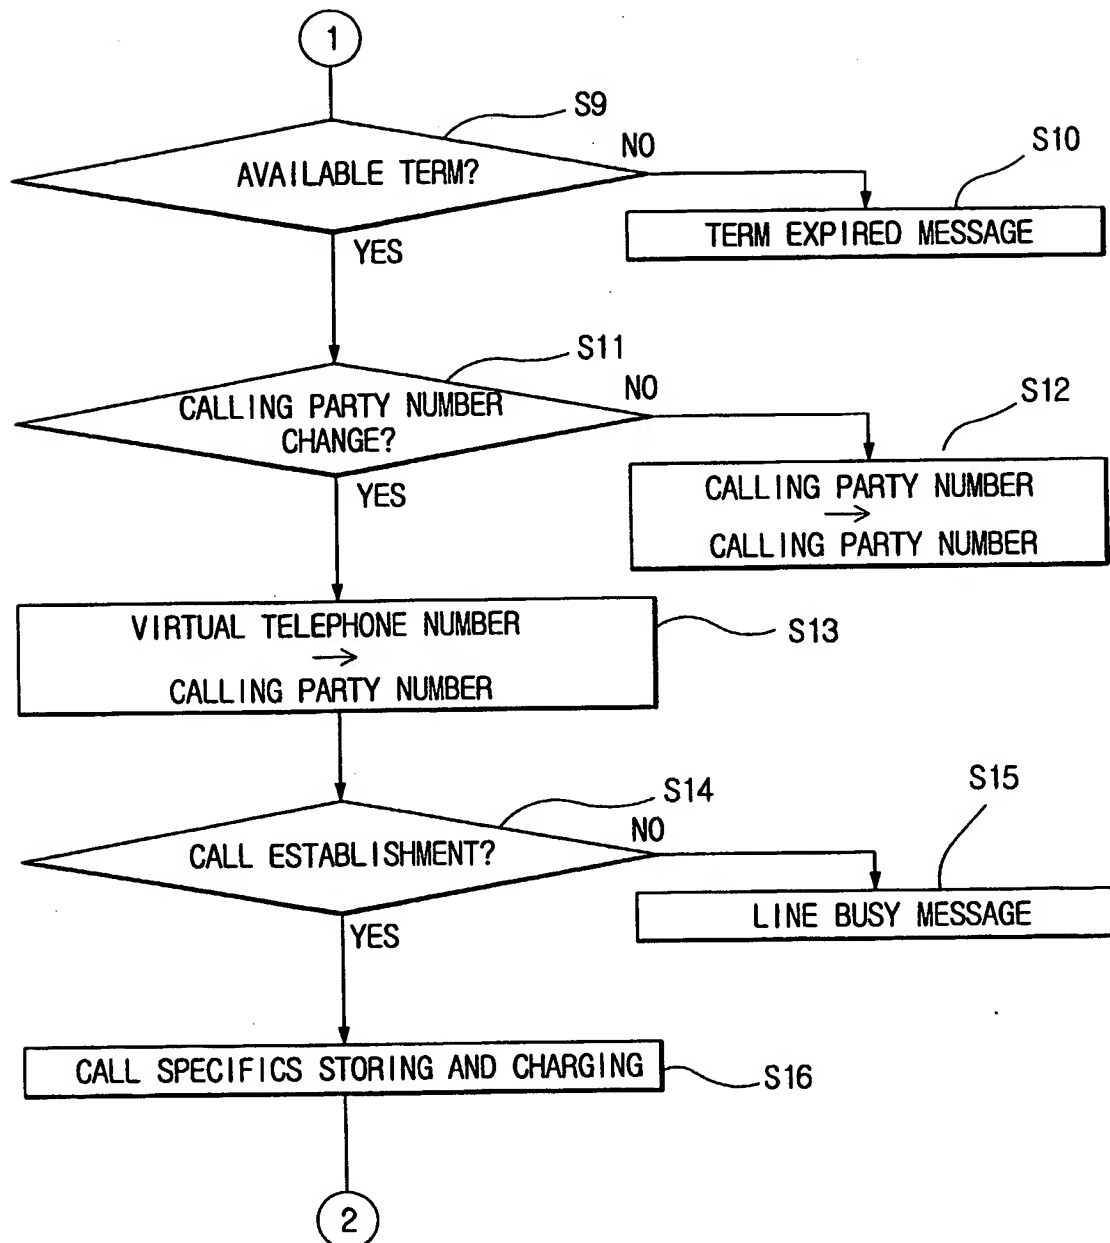 1
S9
AVAILABLE TERM?
NO
S10
TERM EXPIRED MESSAGE
YES
S11
CALLING PARTY NUMBER
CHANGE?
NO
S12
CALLING PARTY NUMBER
→
CALLING PARTY NUMBER
YES
VIRTUAL TELEPHONE NUMBER
→
CALLING PARTY NUMBER
S13
S14
CALL ESTABLISHMENT?
NO
S15
LINE BUSY MESSAGE
YES
CALL SPECIFICS STORING AND CHARGING
S16
2